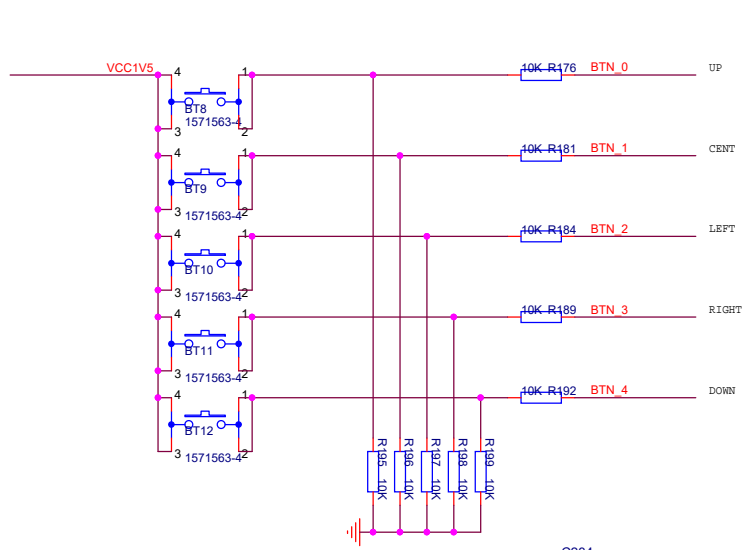 VCC1V5 4 1 10K R176 BTN_0 UP
BT8
3 1571563-4 2
4 1 10K R181 BTN_1 CENT
BT9
3 1571563-4 2
4 1 10K R184 BTN_2 LEFT
BT10
3 1571563-4 2
4 1 10K R189 BTN_3 RIGHT
BT11
3 1571563-4 2
4 1 10K R192 BTN_4 DOWN
BT12
3 1571563-4 2
R195 10K
R196 10K
R197 10K
R198 10K
R199 10K